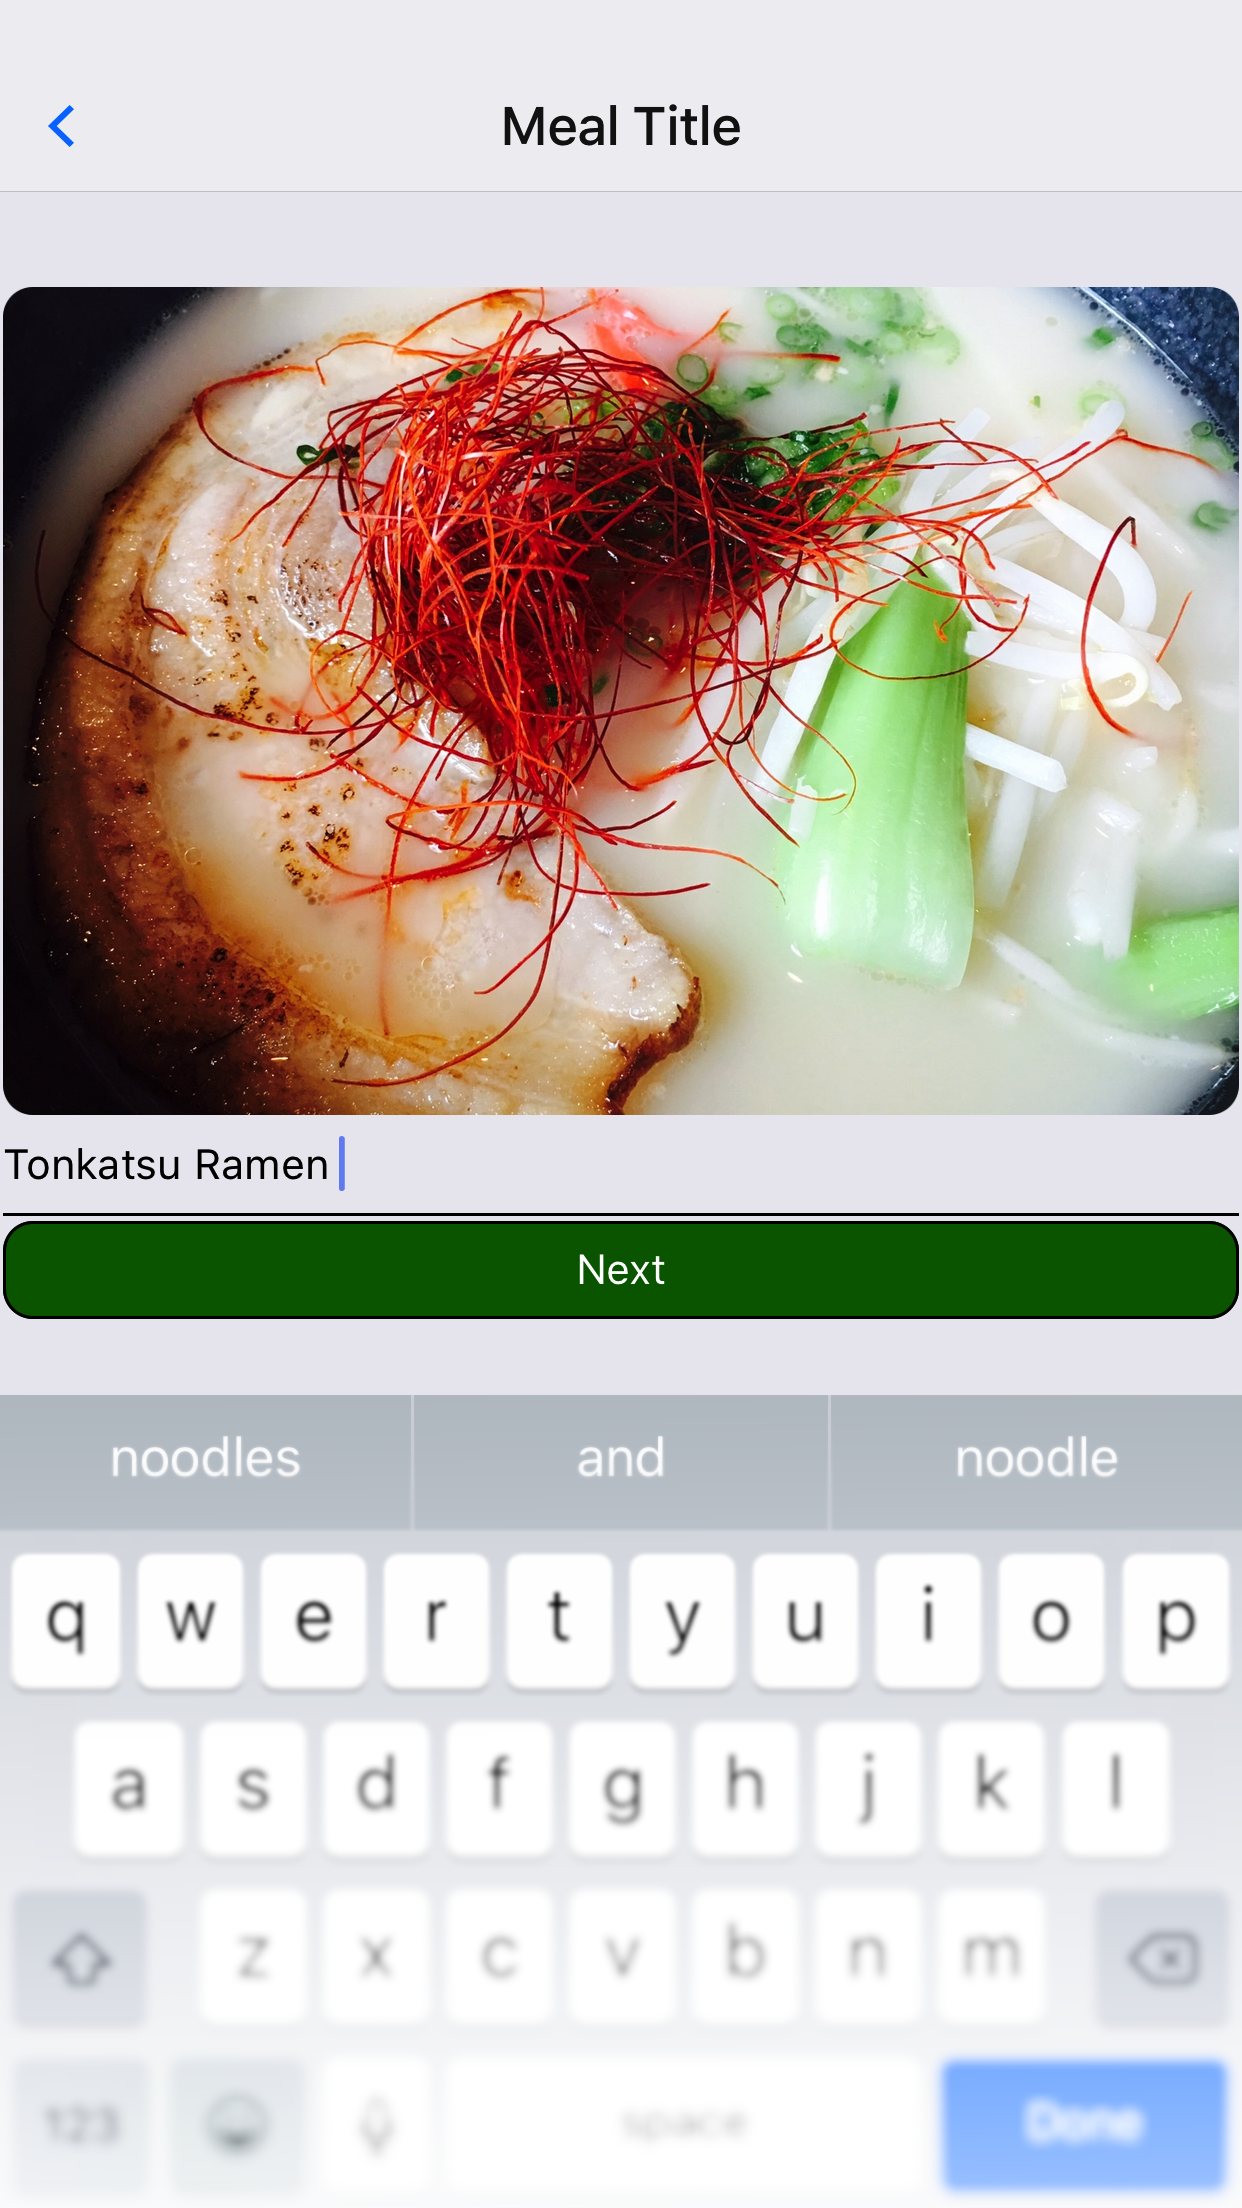 Meal Title
Tonkatsu Ramen
Next
noodles and noodle
q w e r t y u i o p
a s d f g h j k l
z x c v b n m
123 space Done